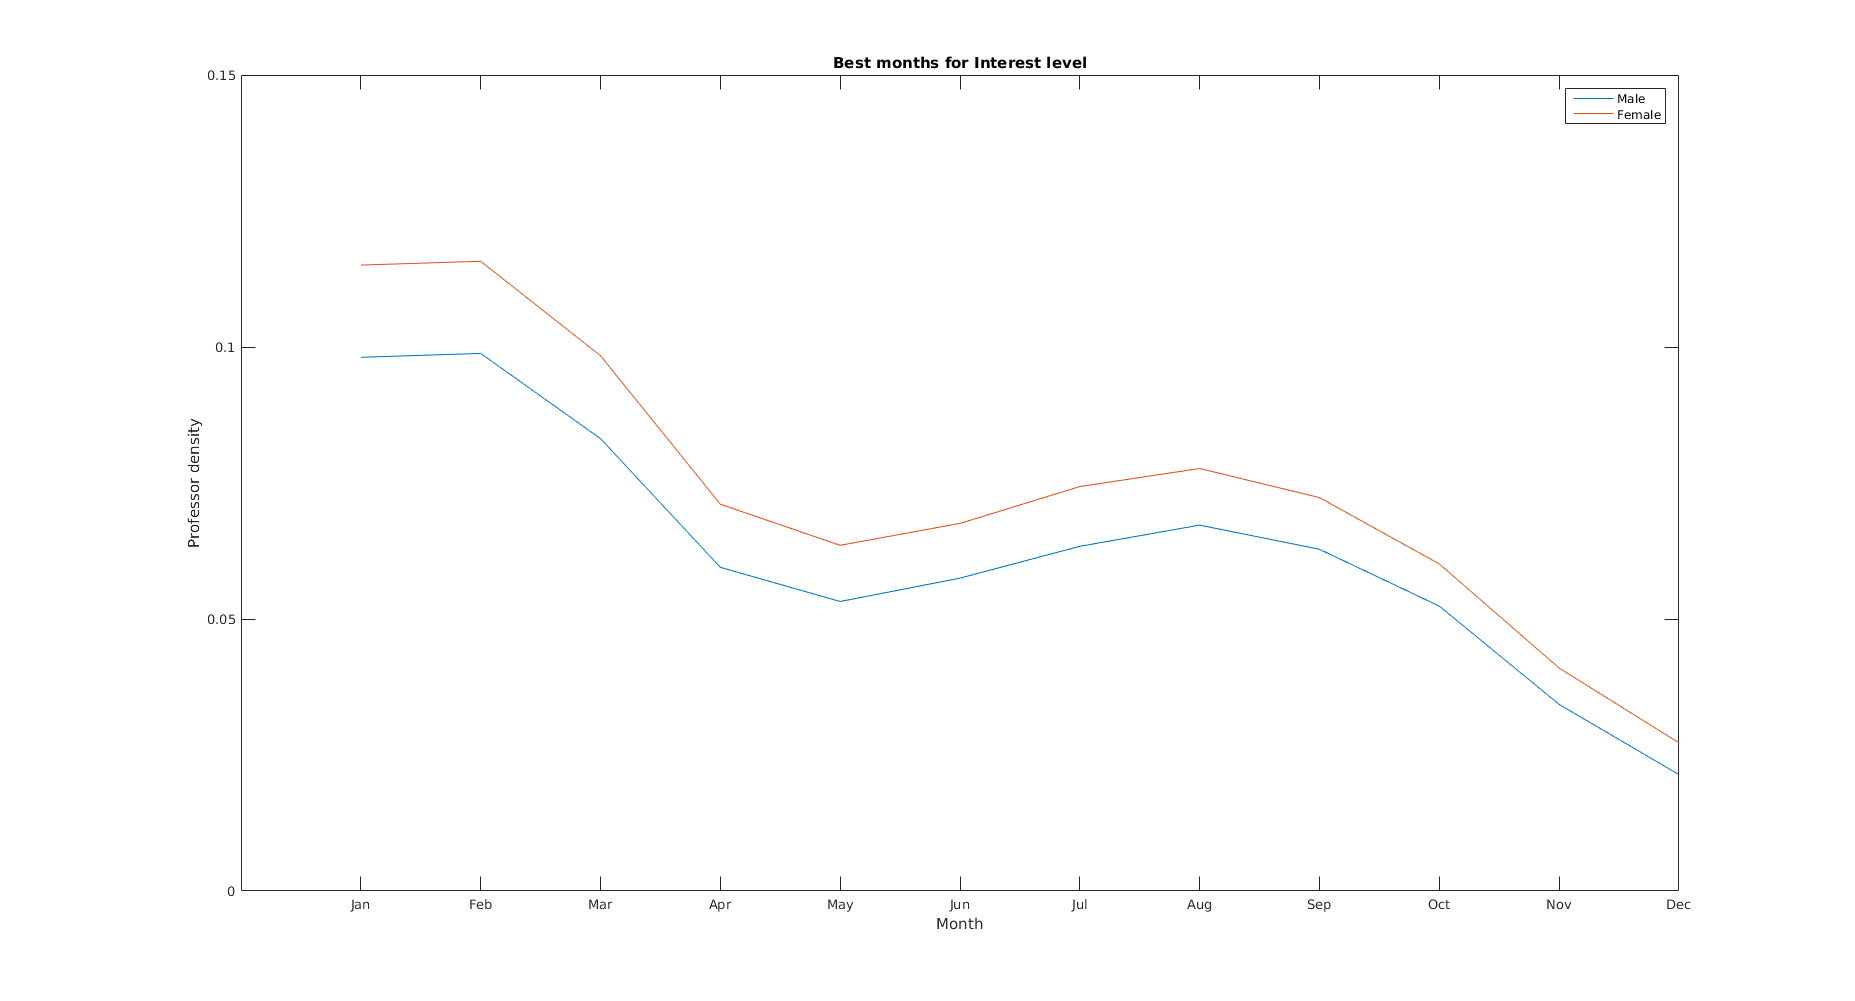 Best months for Interest level
0.15
Male
Female
0.1
Professor density
0.05
0
Jan Feb Mar Apr May Jun Jul Aug Sep Oct Nov Dec
Month